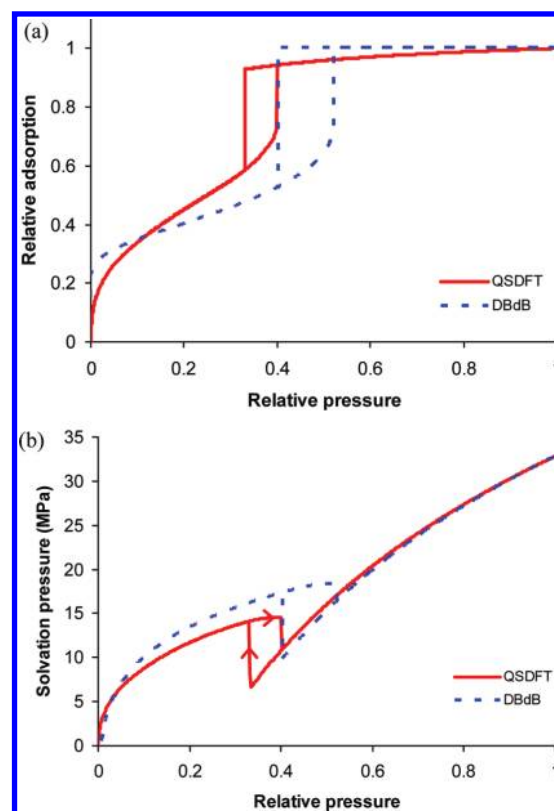 (a)
1
0.8
0.6
0.4
0.2
0
Relative adsorption
QSDFT
DBdB
0 0.2 0.4 0.6 0.8 1
Relative pressure
(b)
35
30
25
20
15
10
5
0
Solvation pressure (MPa)
QSDFT
DBdB
0 0.2 0.4 0.6 0.8 1
Relative pressure